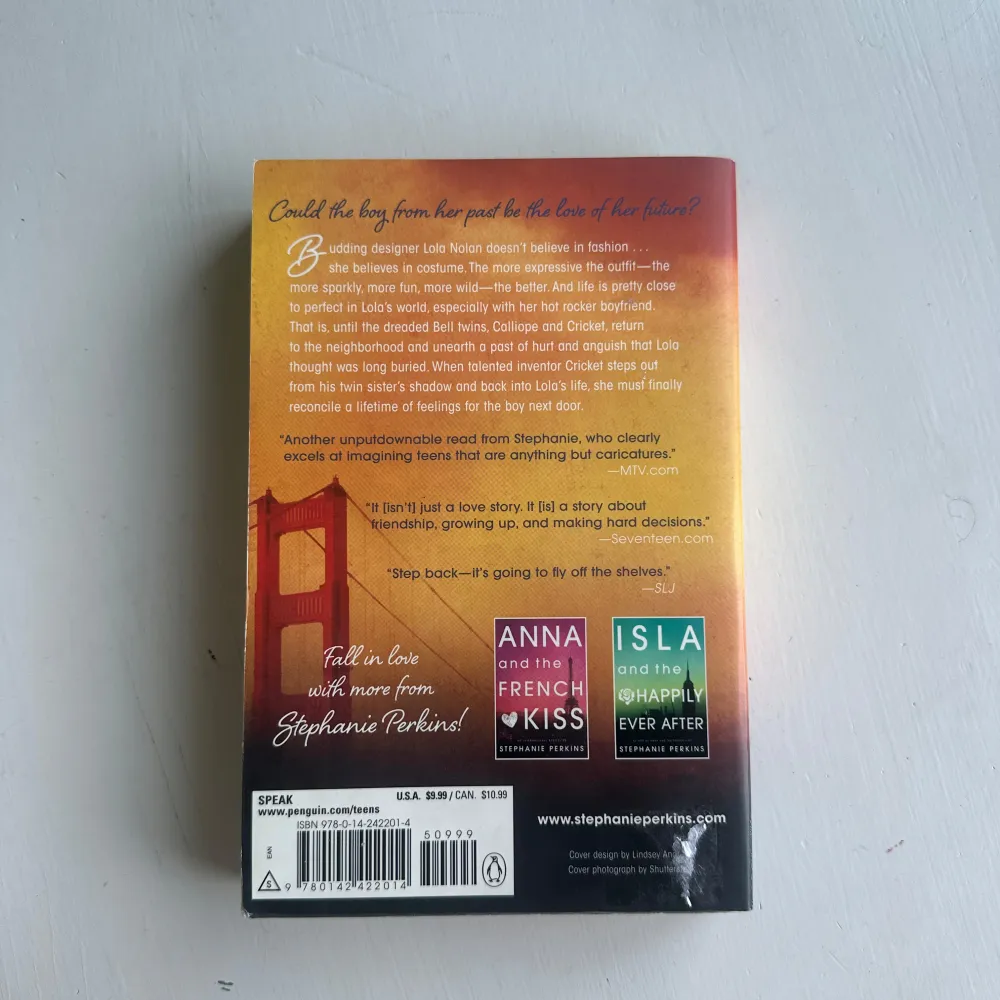 Could the boy from her past be the love of her future?
Budding designer Lola Nolan doesn't believe in fashion . . .
she believes in costume. The more expressive the outfit—the
more sparkly, more fun, more wild—the better. And life is pretty close
to perfect in Lola's world, especially with her hot rocker boyfriend.
That is, until the dreaded Bell twins, Calliope and Cricket, return
to the neighborhood and unearth a past of hurt and anguish that Lola
thought was long buried. When talented inventor Cricket steps out
from his twin sister's shadow and back into Lola's life, she must finally
reconcile a lifetime of feelings for the boy next door.
"Another unputdownable read from Stephanie, who clearly
excels at imagining teens that are anything but caricatures."
—MTV.com
"It [isn't] just a love story. It [is] a story about
friendship, growing up, and making hard decisions."
—Seventeen.com
"Step back—it's going to fly off the shelves."
—SLJ
Fall in love
with more from
Stephanie Perkins!
ANNA
and the
FRENCH
KISS
STEPHANIE PERKINS
ISLA
and the
HAPPILY
EVER AFTER
STEPHANIE PERKINS
SPEAK
www.penguin.com/teens
U.S.A. $9.99 / CAN. $10.99
ISBN 978-0-14-242201-4
50999
EAN
S
9 780142 422014
www.stephanieperkins.com
Cover design by Lindsey
Cover photograph by